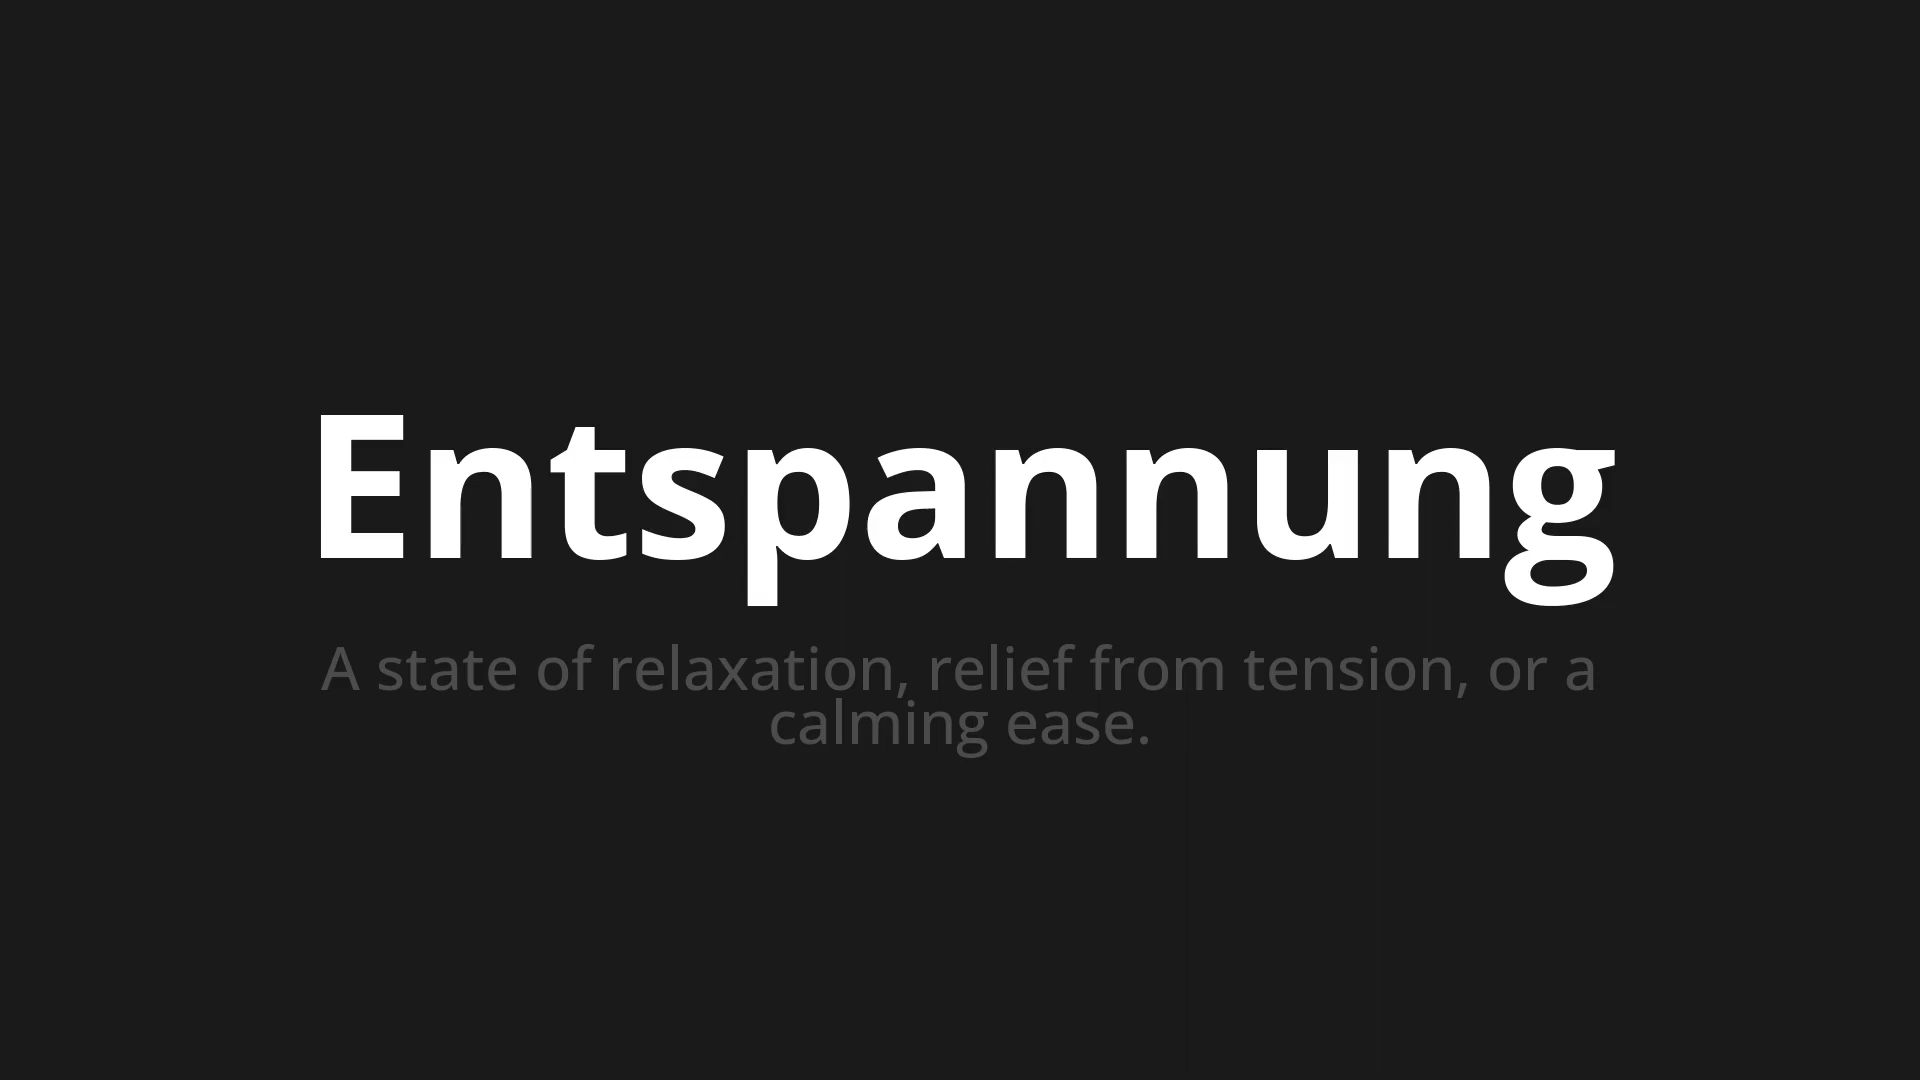 Entspannung
A state of relaxation, relief from tension, or a
calming ease.